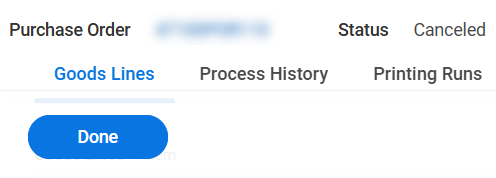 Purchase Order Status Canceled
Goods Lines Process History Printing Runs
Done